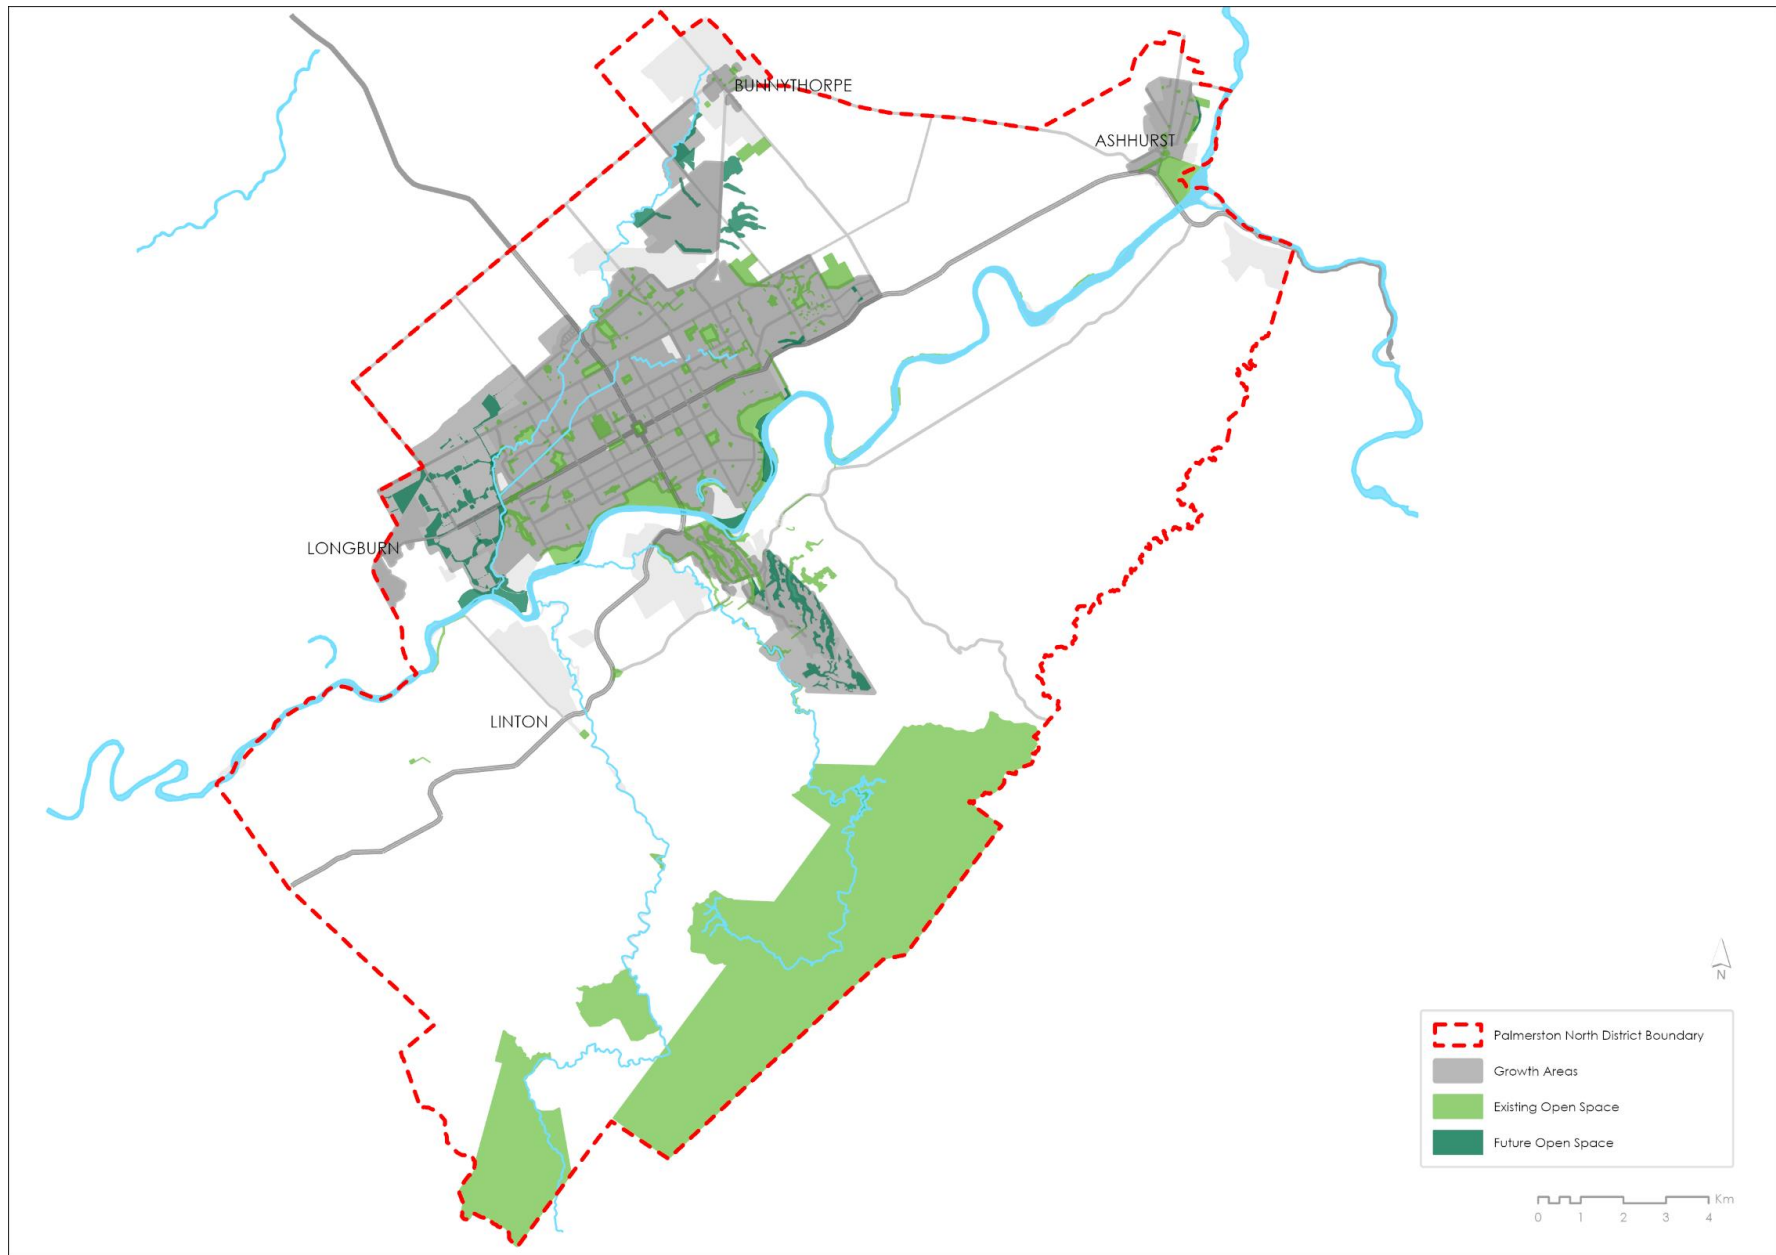 BUNNYTHORPE
ASHHURST
LONGBURN
LINTON
N
Palmerston North District Boundary
Growth Areas
Existing Open Space
Future Open Space
Km
0 1 2 3 4